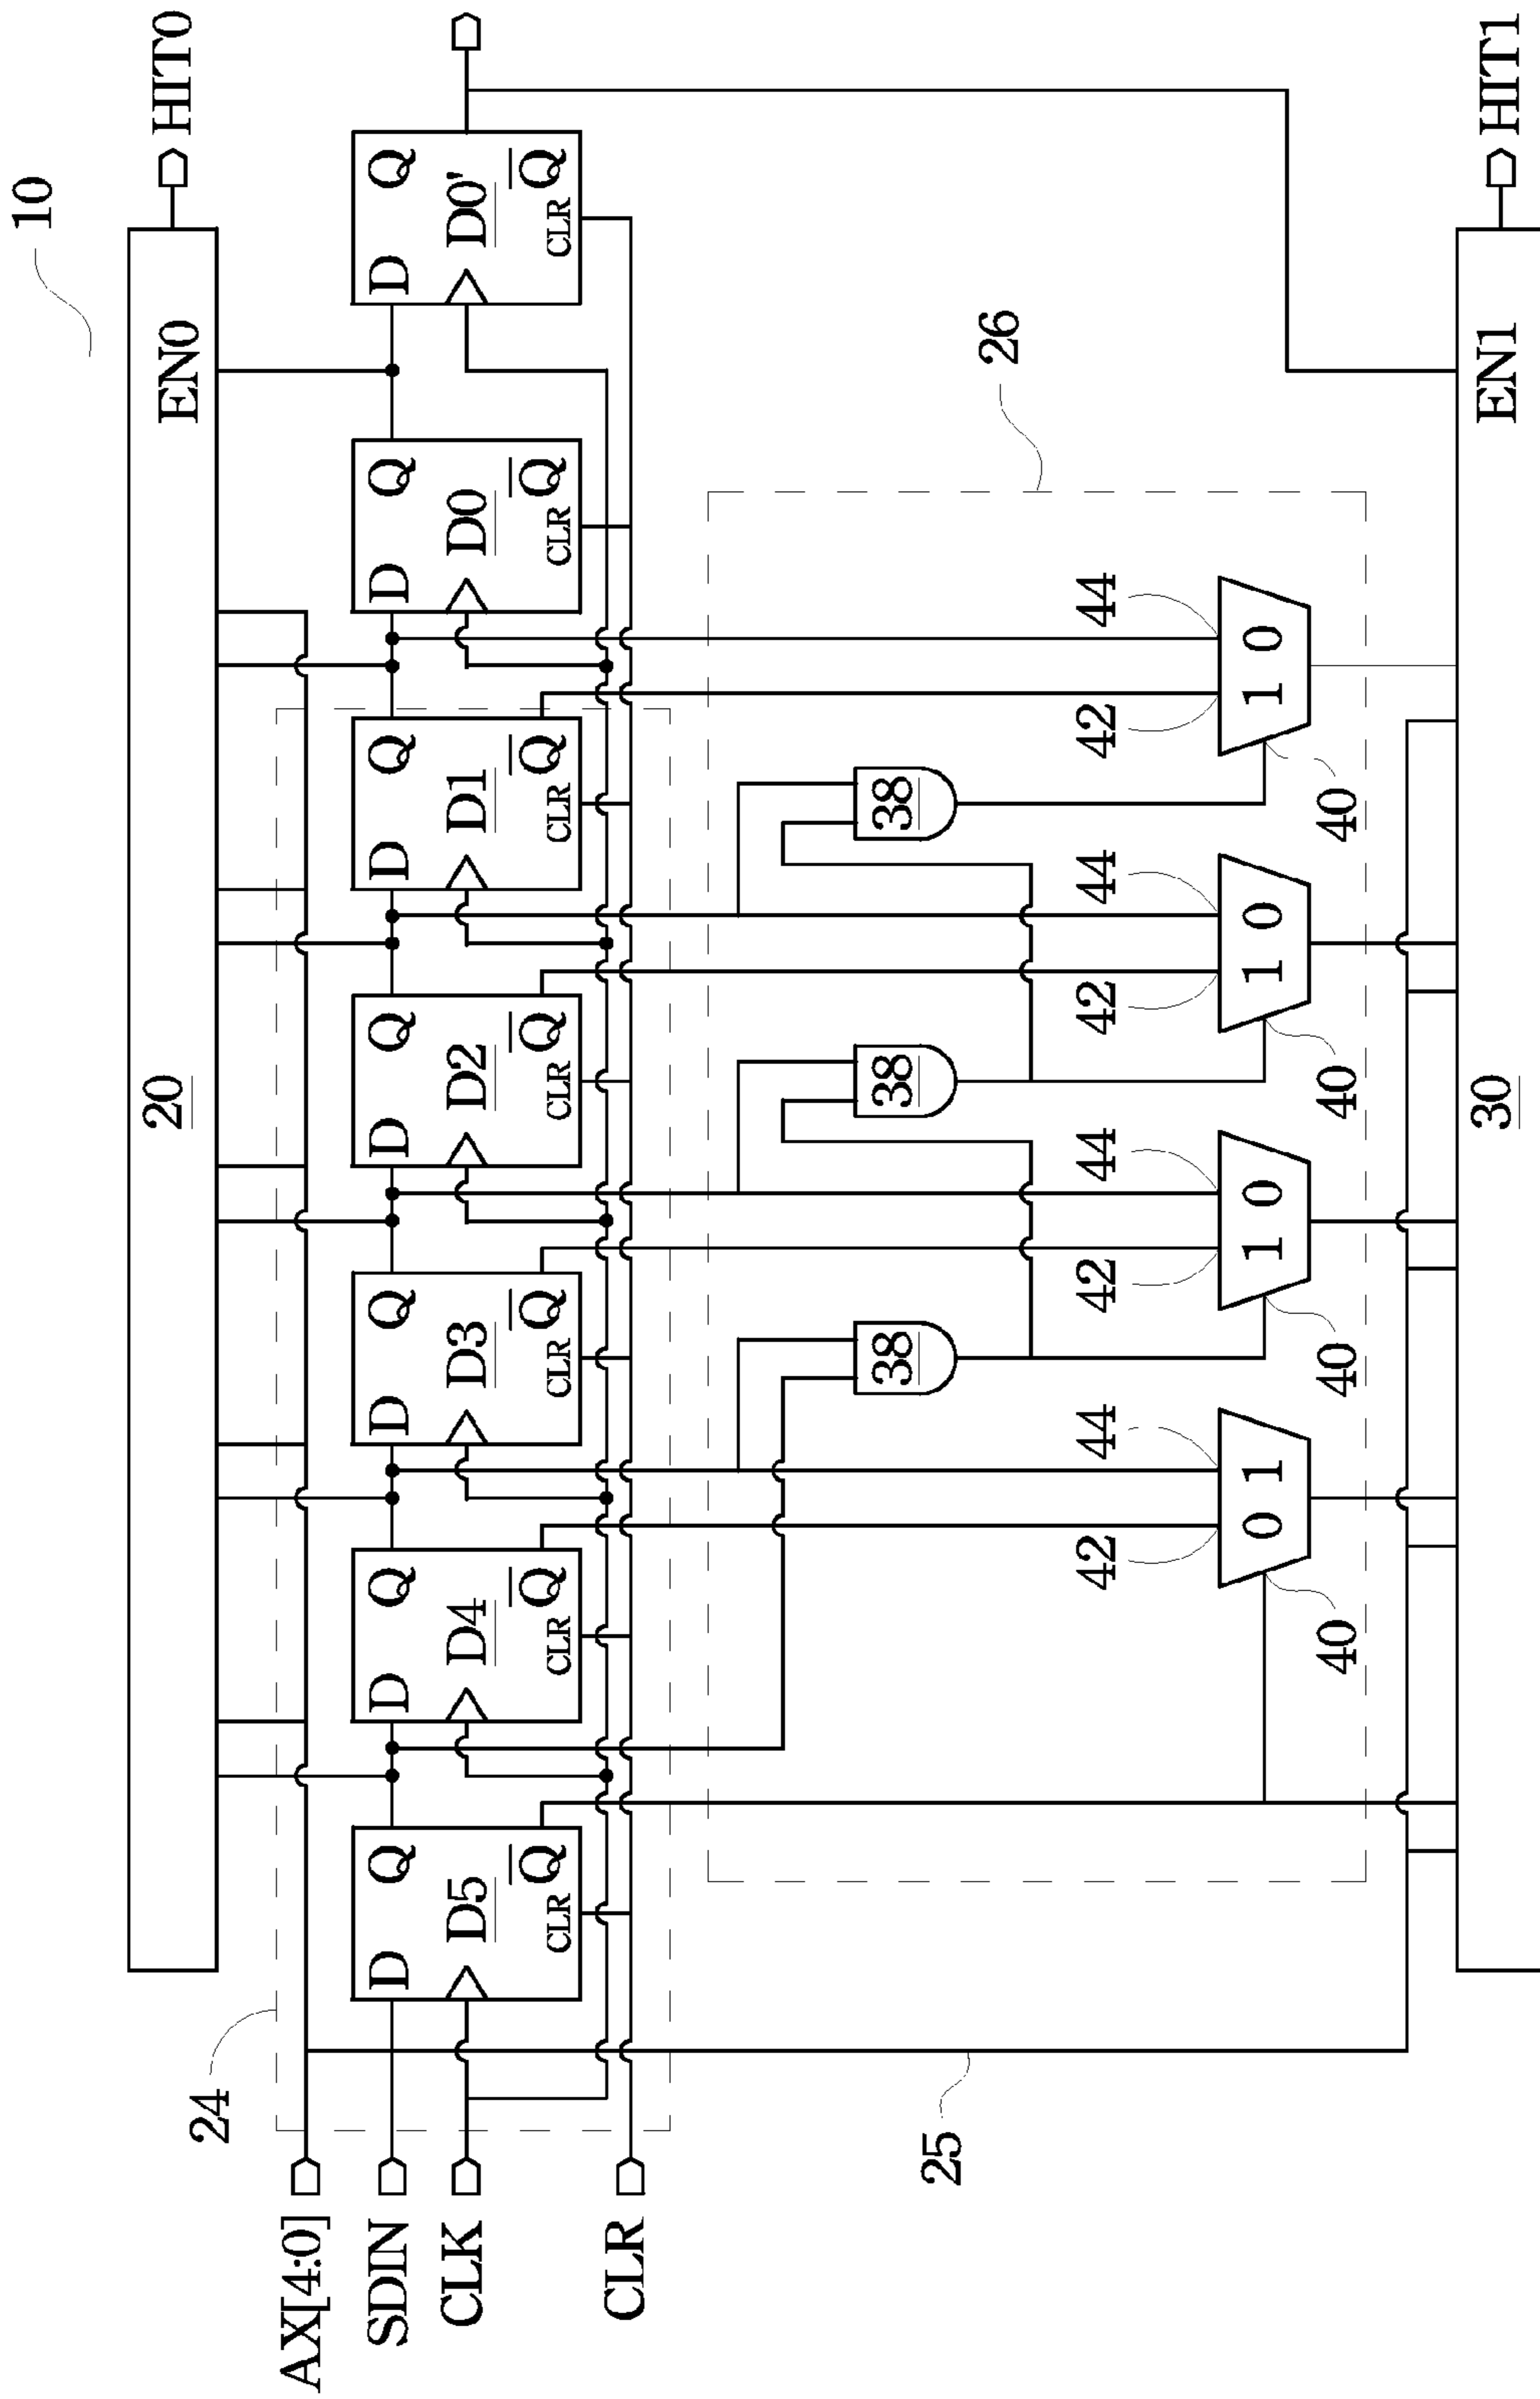 10
HIT0
EN0
20
24
AX[4:0]
SDIN
CLK
CLR
D Q
D5
Q
CLR
D Q
D4
Q
CLR
D Q
D3
Q
CLR
D Q
D2
Q
CLR
D Q
D1
Q
CLR
D Q
D0
Q
CLR
D Q
D0'
Q
CLR
26
38
38
38
25
42 44
42 44
42 44
42 44
0 1
1 0
1 0
1 0
40
40
40
40
30
EN1
HIT1